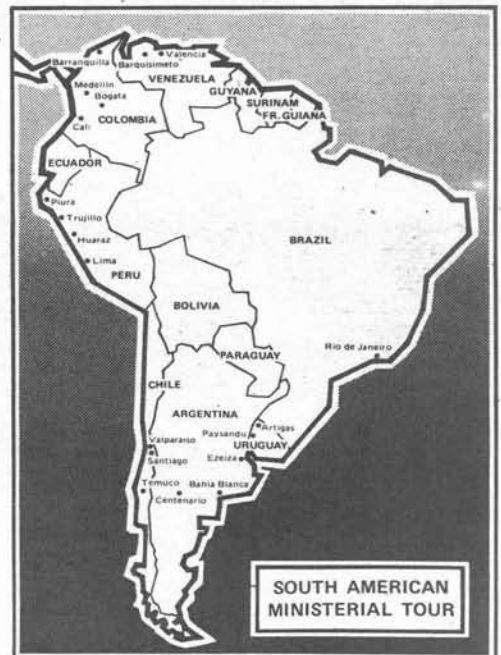 Barranquilla
Valencia
Barquisimeto
VENEZUELA
Medellín
Bogata
GUYANA
SURINAM
FR. GUIANA
COLOMBIA
Cali
ECUADOR
Piura
Trujillo
Huaraz
Lima
PERU
BRAZIL
BOLIVIA
Rio de Janeiro
PARAGUAY
CHILE
ARGENTINA
Artigas
Paysandu
Valparaiso
URUGUAY
Santiago
Ezeiza
Temuco
Bahia Blanca
Centenario
SOUTH AMERICAN
MINISTERIAL TOUR